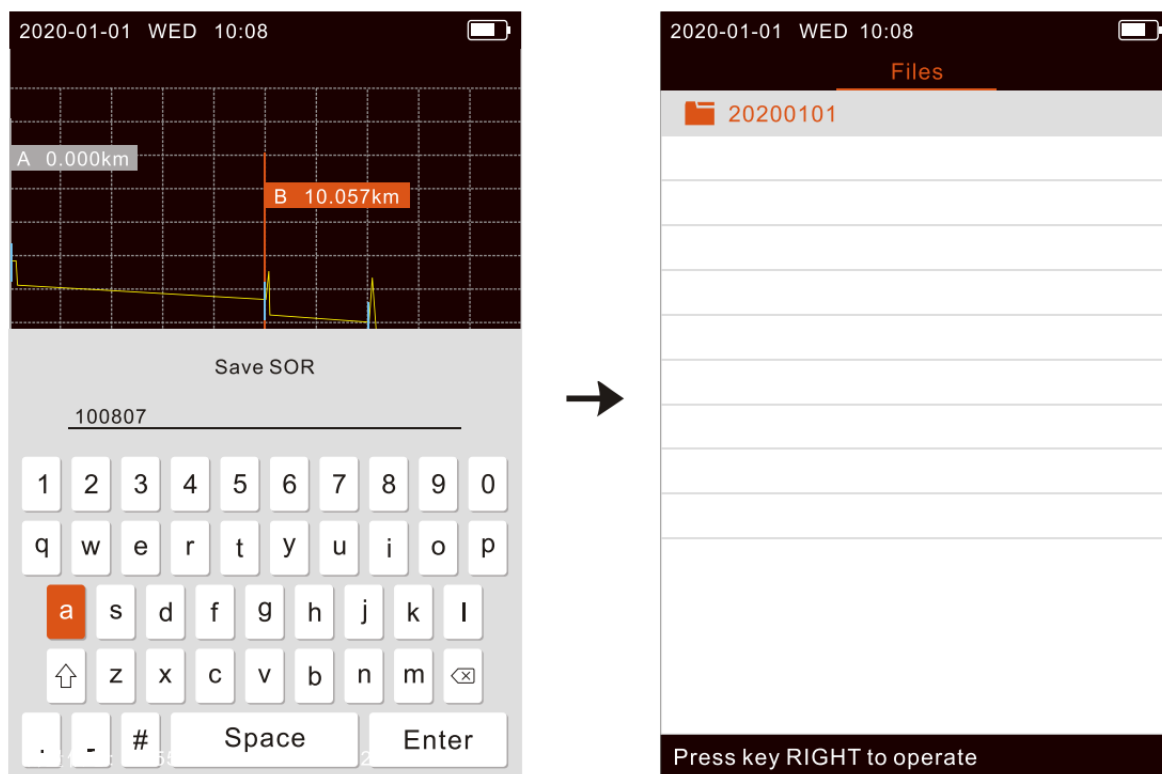 2020-01-01 WED 10:08
A 0.000km
B 10.057km
Save SOR
100807
1 2 3 4 5 6 7 8 9 0
q w e r t y u i o p
a s d f g h j k l
z x c v b n m
. - # Space Enter
2020-01-01 WED 10:08
Files
20200101
Press key RIGHT to operate